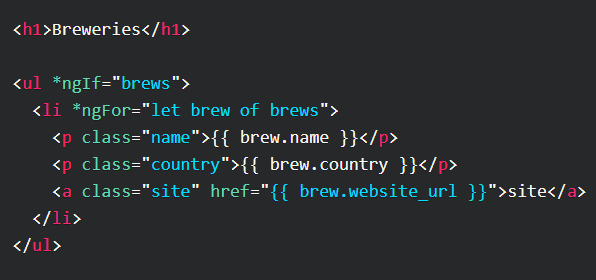 <h1>Breweries</h1>
<ul *ngIf="brews">
<li *ngFor="let brew of brews">
<p class="name">{{ brew.name }}</p>
<p class="country">{{ brew.country }}</p>
<a class="site" href="{{ brew.website_url }}">site</a>
</li>
</ul>